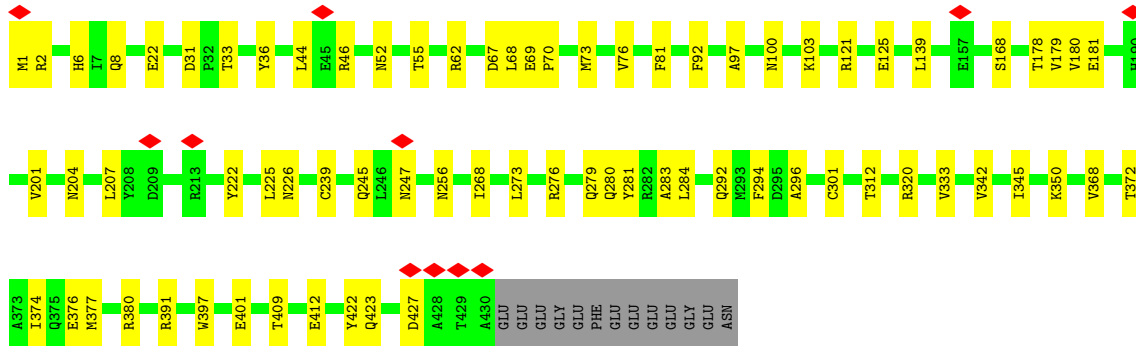 M1 R2 H6 I7 Q8 E22 D31 P32 T33 Y36 L44 E45 R46 N52 T55 R62 D67 L68 E69 P70 M73 V76 F81 F92 A97 N100 K103 R121 E125 L139 E157 S168 T178 V179 V180 E181 H190
V201 N204 L207 Y208 D209 R213 Y222 L225 N226 C239 Q245 L246 N247 N256 I268 L273 R276 Q279 Q280 Y281 R282 A283 L284 Q292 M293 F294 D295 A296 C301 T312 R320 V333 V342 I345 K350 V368 T372
A373 I374 Q375 E376 M377 R380 R391 W397 E401 T409 E412 Y422 Q423 D427 A428 T429 A430 GLU GLU GLU GLY GLU PHE GLU GLU GLU GLU GLY GLU ASN